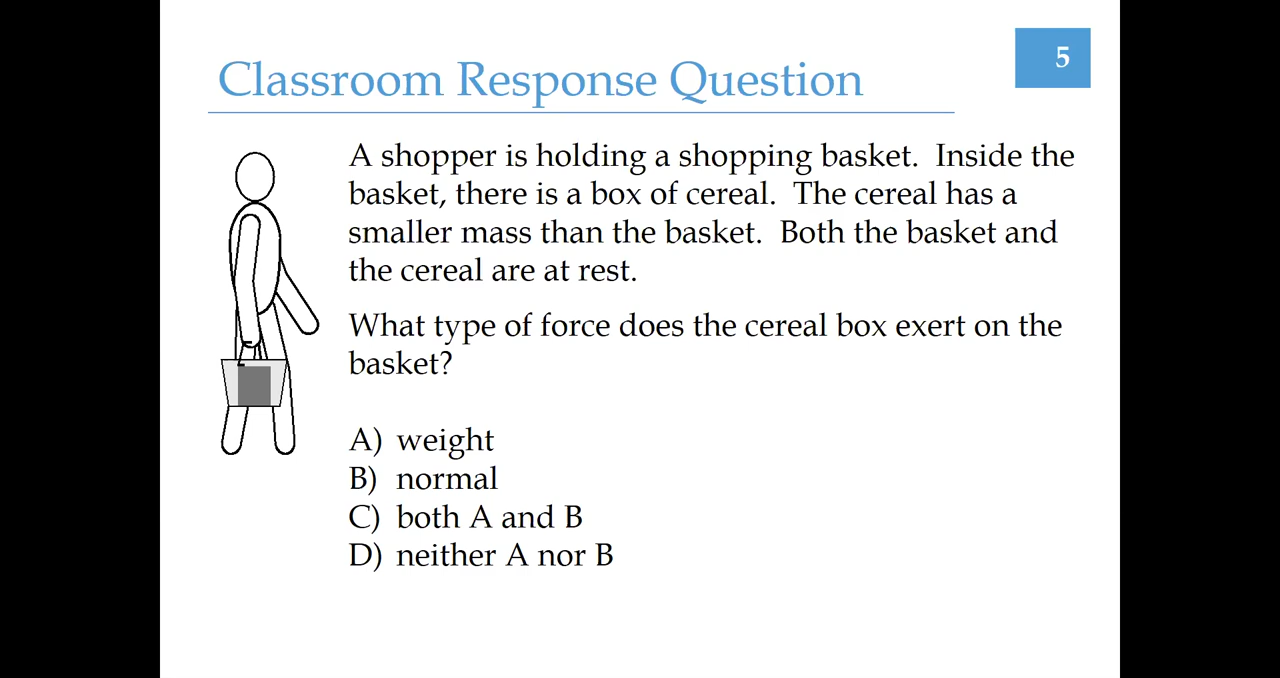 5
Classroom Response Question
A shopper is holding a shopping basket.  Inside the
basket, there is a box of cereal.  The cereal has a
smaller mass than the basket.  Both the basket and
the cereal are at rest.
What type of force does the cereal box exert on the
basket?
A) weight
B) normal
C) both A and B
D) neither A nor B